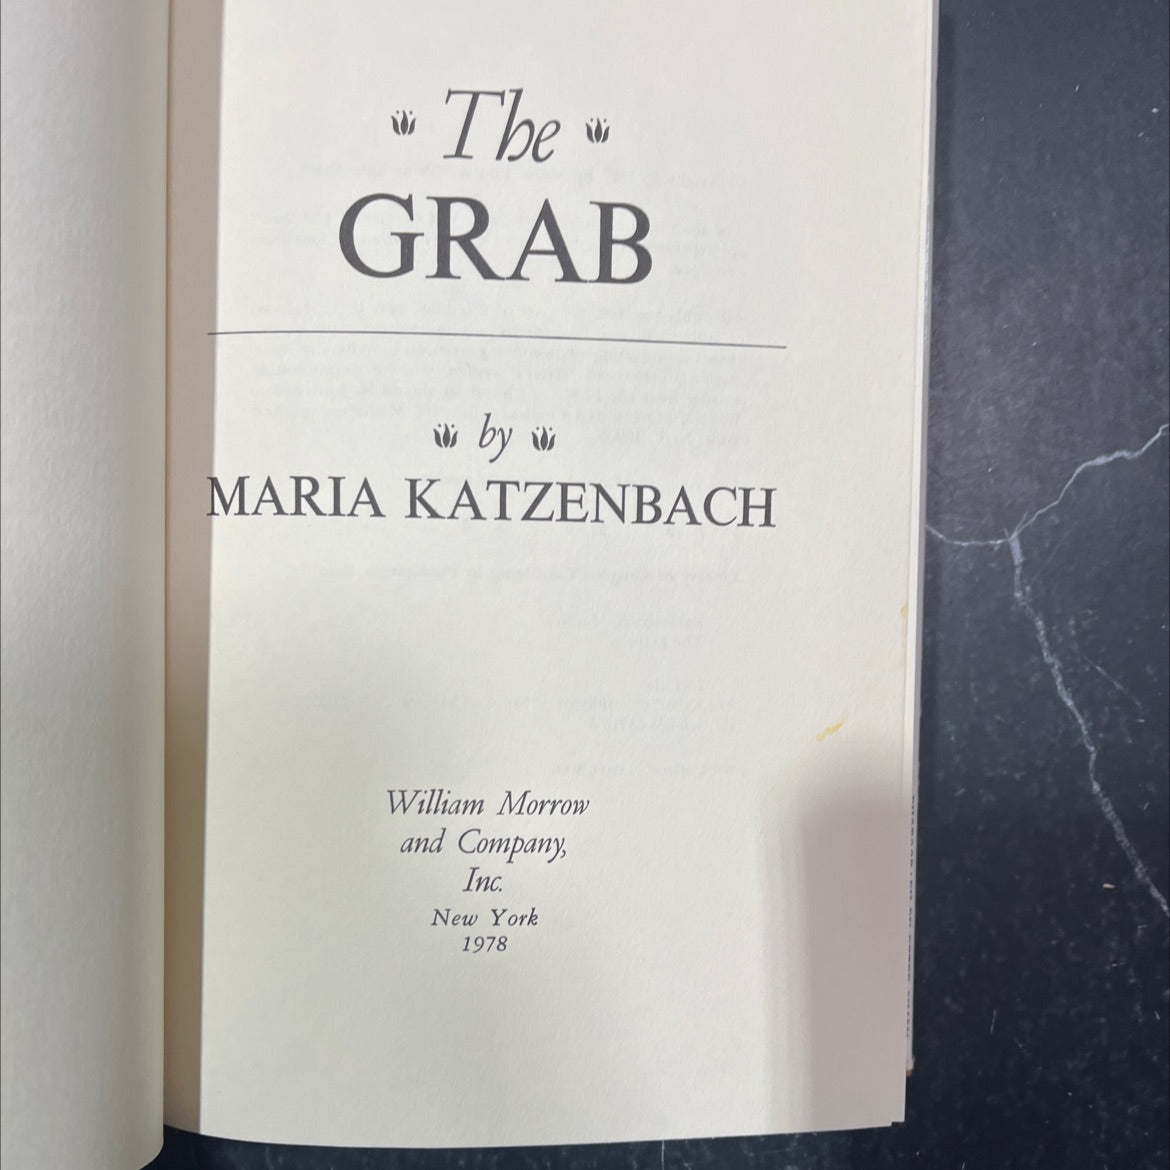 The
GRAB
by
MARIA KATZENBACH
William Morrow
and Company,
Inc.
New York
1978